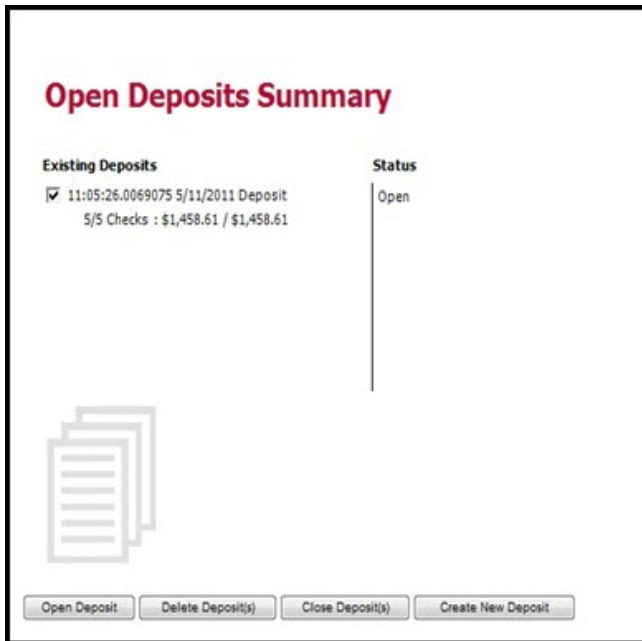 Open Deposits Summary
Existing Deposits Status
11:05:26.0069075 5/11/2011 Deposit Open
5/5 Checks : $1,458.61 / $1,458.61
Open Deposit Delete Deposit(s) Close Deposit(s) Create New Deposit